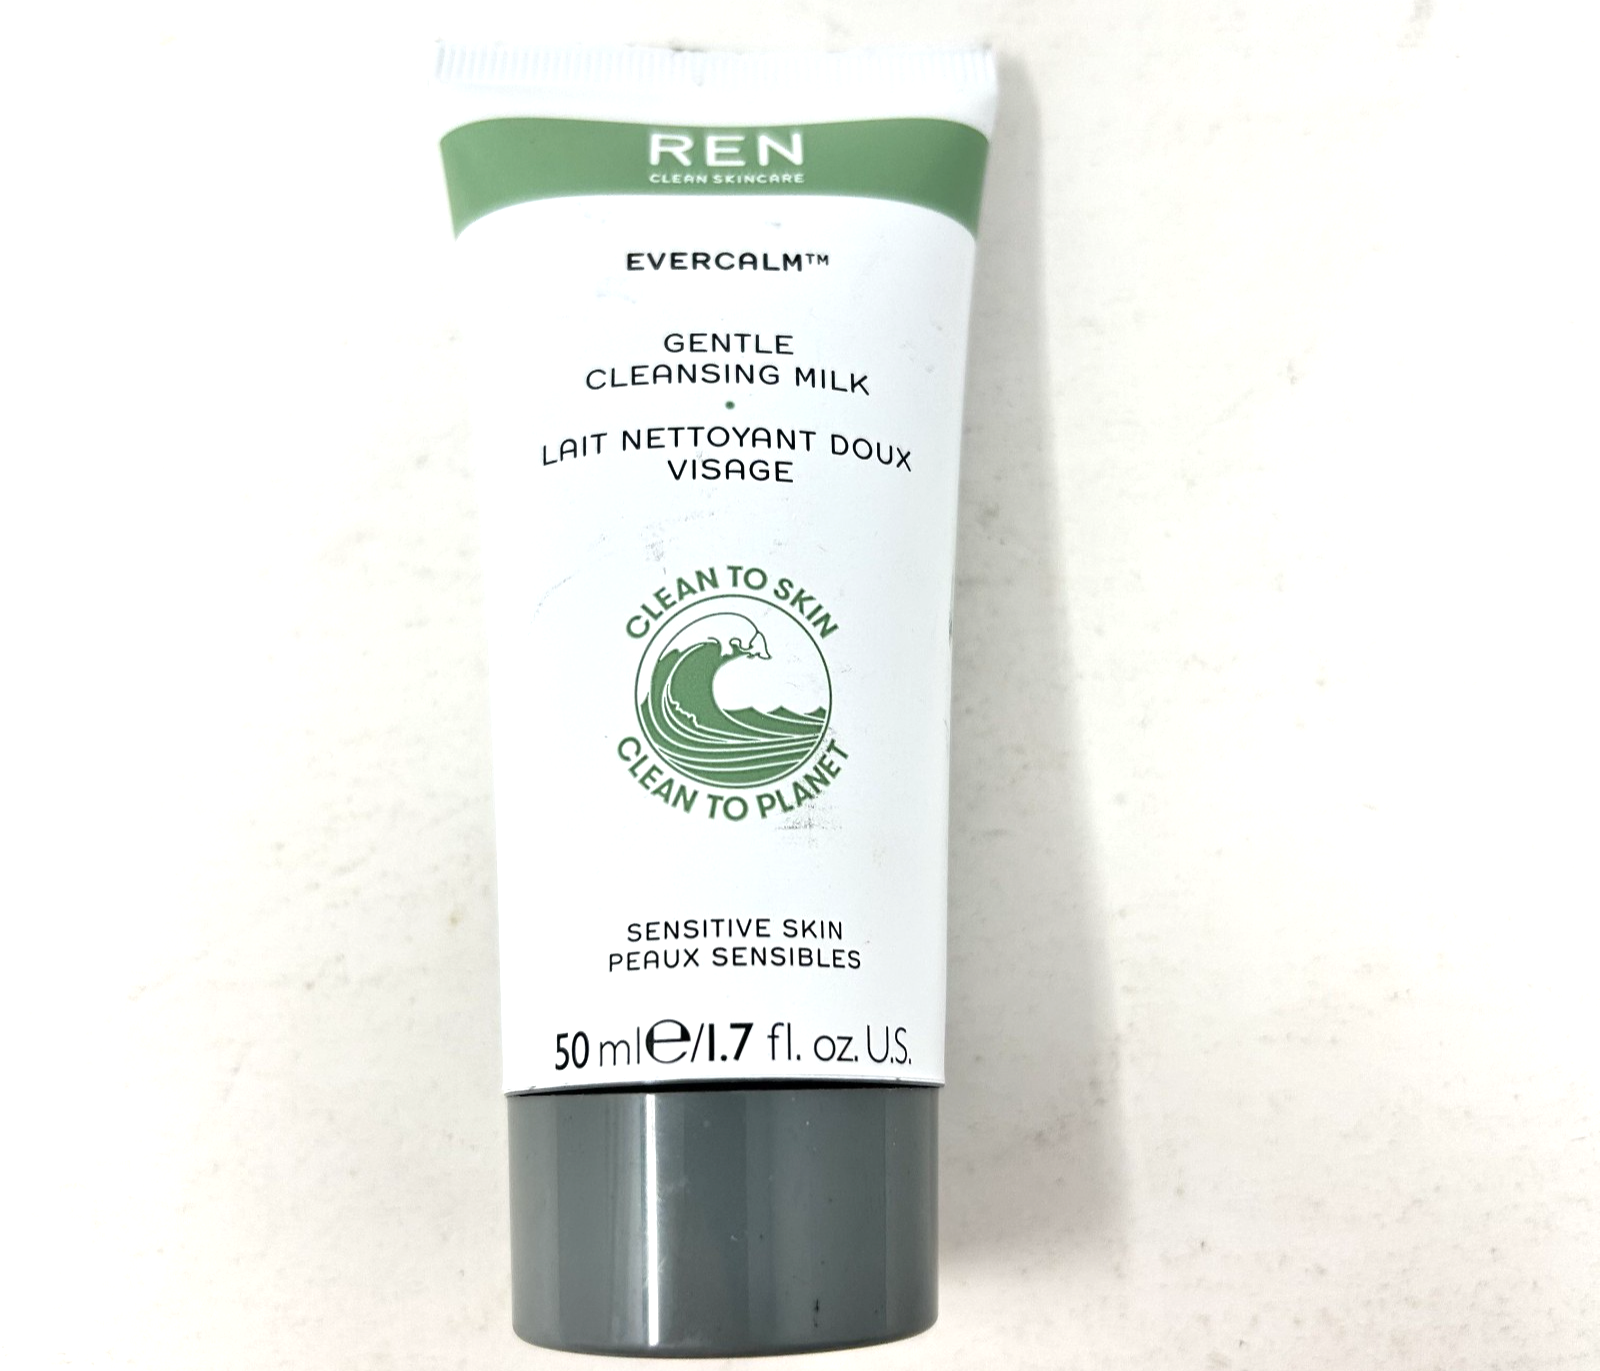 REN
CLEAN SKINCARE
EVERCALM™
GENTLE
CLEANSING MILK
•
LAIT NETTOYANT DOUX
VISAGE
CLEAN TO SKIN
CLEAN TO PLANET
SENSITIVE SKIN
PEAUX SENSIBLES
50 ml℮/1.7 fl. oz. U.S.